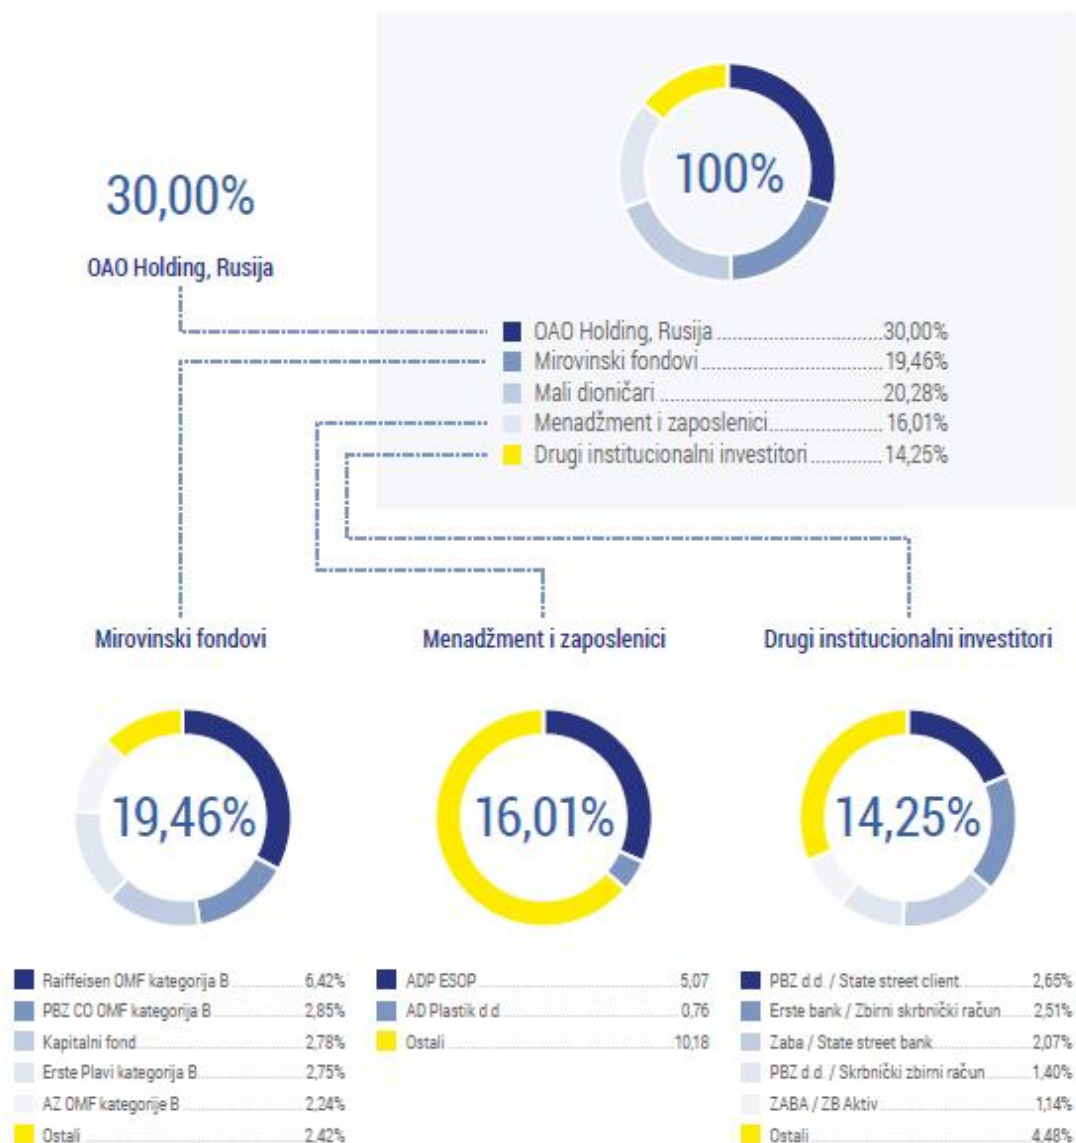 100%
30,00%
OAO Holding, Rusija
OAO Holding, Rusija 30,00%
Mirovinski fondovi 19,46%
Mali dioničari 20,28%
Menadžment i zaposlenici 16,01%
Drugi institucionalni investitori 14,25%
Mirovinski fondovi
19,46%
Raiffeisen OMF kategorija B 6,42%
PBZ CO OMF kategorija B 2,85%
Kapitalni fond 2,78%
Erste Plavi kategorija B 2,75%
AZ OMF kategorije B 2,24%
Ostali 2,42%
Menadžment i zaposlenici
16,01%
ADP ESOP 5,07
AD Plastik d d 0,76
Ostali 10,18
Drugi institucionalni investitori
14,25%
PBZ d.d. / State street client 2,65%
Erste bank / Zbirni skrbnički račun 2,51%
Zaba / State street bank 2,07%
PBZ d.d. / Skrbnički zbirni račun 1,40%
ZABA / ZB Aktiv 1,14%
Ostali 4,48%